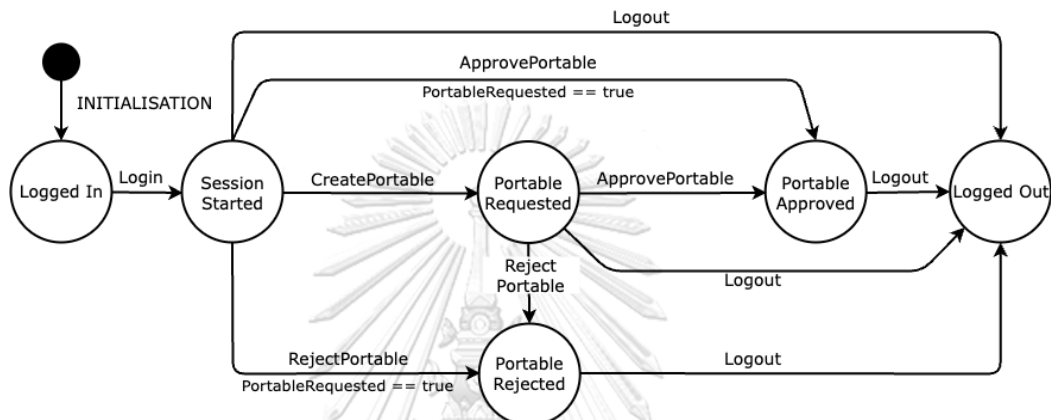 Logout
ApprovePortable
PortableRequested == true
INITIALISATION
Logged In
Login
Session
Started
CreatePortable
Portable
Requested
ApprovePortable
Portable
Approved
Logout
Logged Out
Reject
Portable
Logout
RejectPortable
PortableRequested == true
Portable
Rejected
Logout